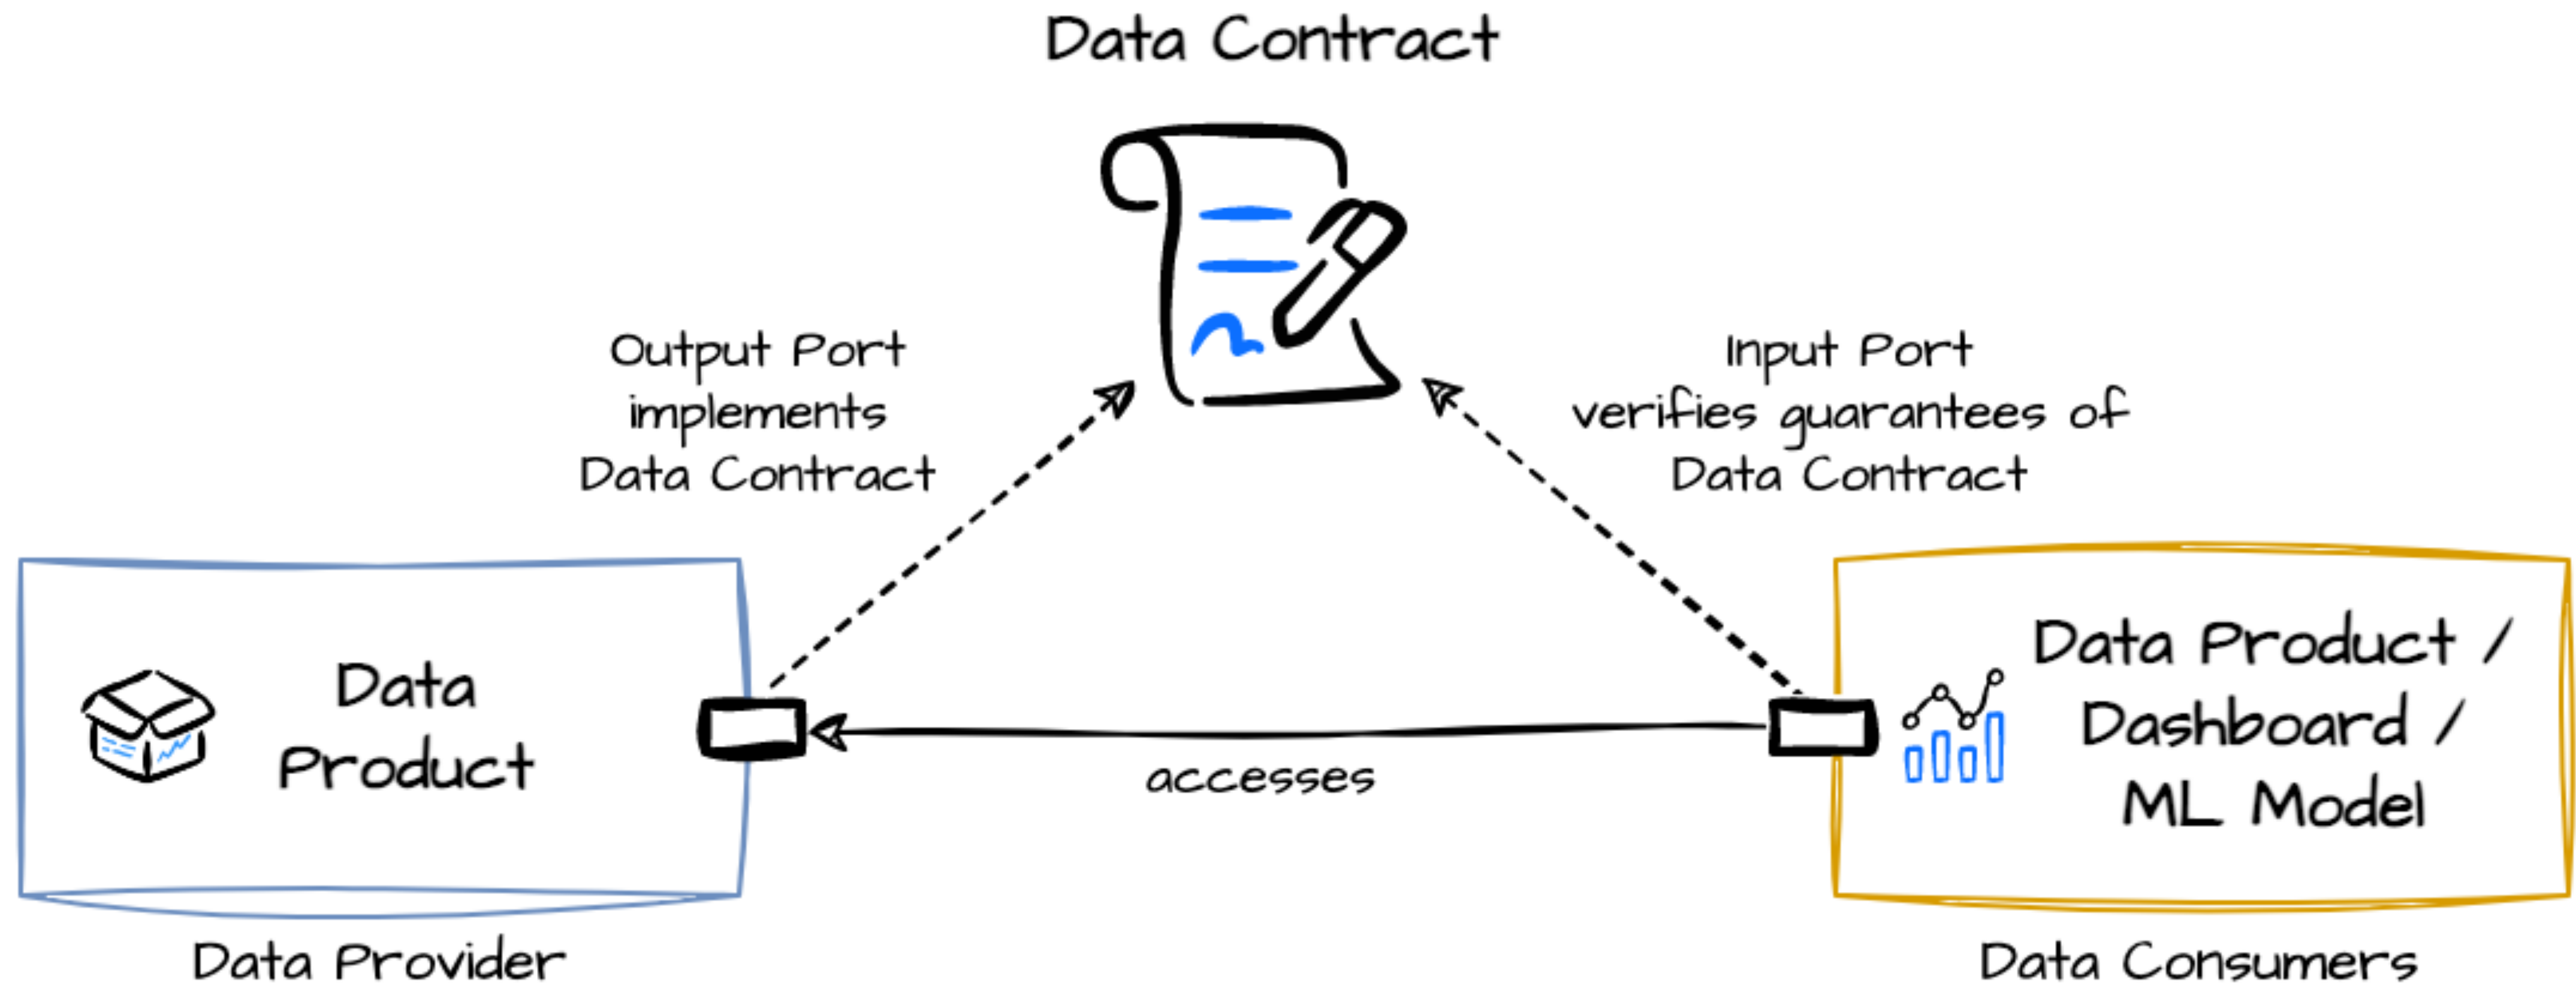 Data Contract
Output Port
implements
Data Contract
Input Port
verifies guarantees of
Data Contract
Data
Product
accesses
Data Product /
Dashboard /
ML Model
Data Provider
Data Consumers